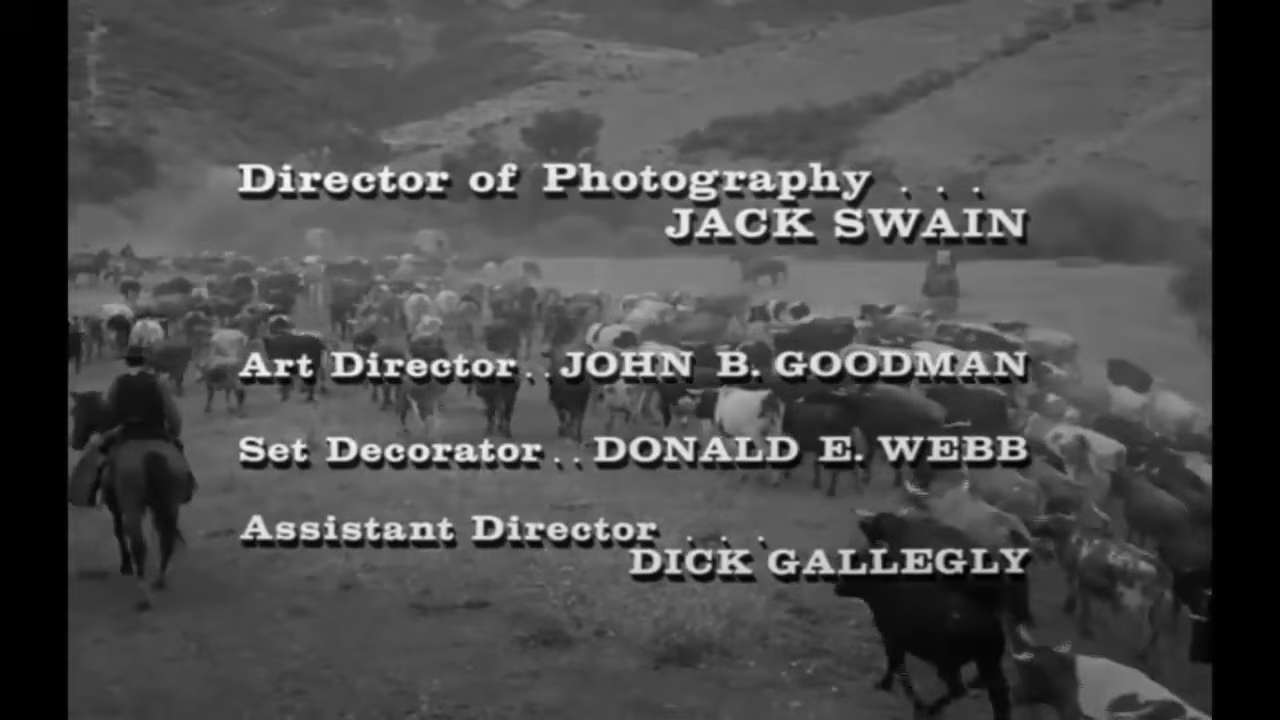 Director of Photography . . .
JACK SWAIN
Art Director . . JOHN B. GOODMAN
Set Decorator . . DONALD E. WEBB
Assistant Director . . .
DICK GALLEGLY